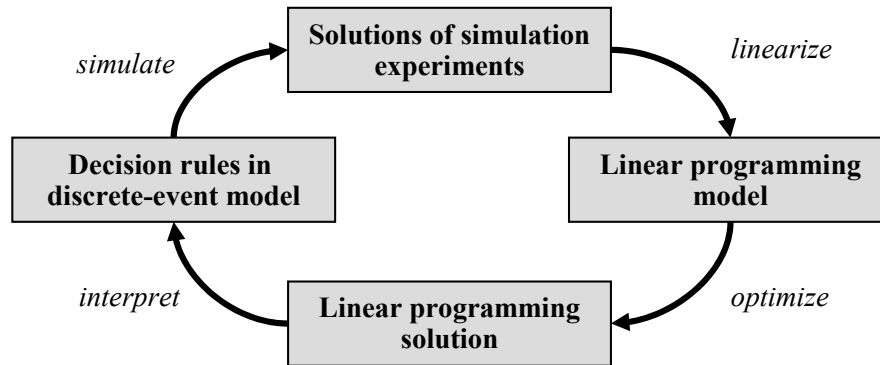 Solutions of simulation
experiments
simulate
linearize
Decision rules in
discrete-event model
Linear programming
model
interpret
optimize
Linear programming
solution